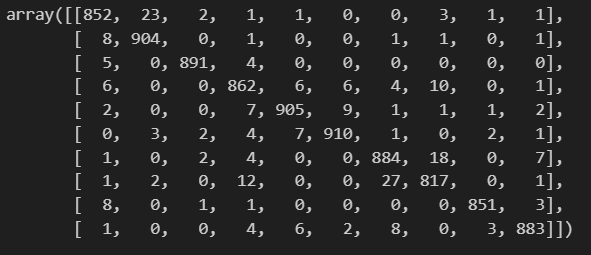 array([[852, 23, 2, 1, 1, 0, 0, 3, 1, 1],
[ 8, 904, 0, 1, 0, 0, 1, 1, 0, 1],
[ 5, 0, 891, 4, 0, 0, 0, 0, 0, 0],
[ 6, 0, 0, 862, 6, 6, 4, 10, 0, 1],
[ 2, 0, 0, 7, 905, 9, 1, 1, 1, 2],
[ 0, 3, 2, 4, 7, 910, 1, 0, 2, 1],
[ 1, 0, 2, 4, 0, 0, 884, 18, 0, 7],
[ 1, 2, 0, 12, 0, 0, 27, 817, 0, 1],
[ 8, 0, 1, 1, 0, 0, 0, 0, 851, 3],
[ 1, 0, 0, 4, 6, 2, 8, 0, 3, 883]])